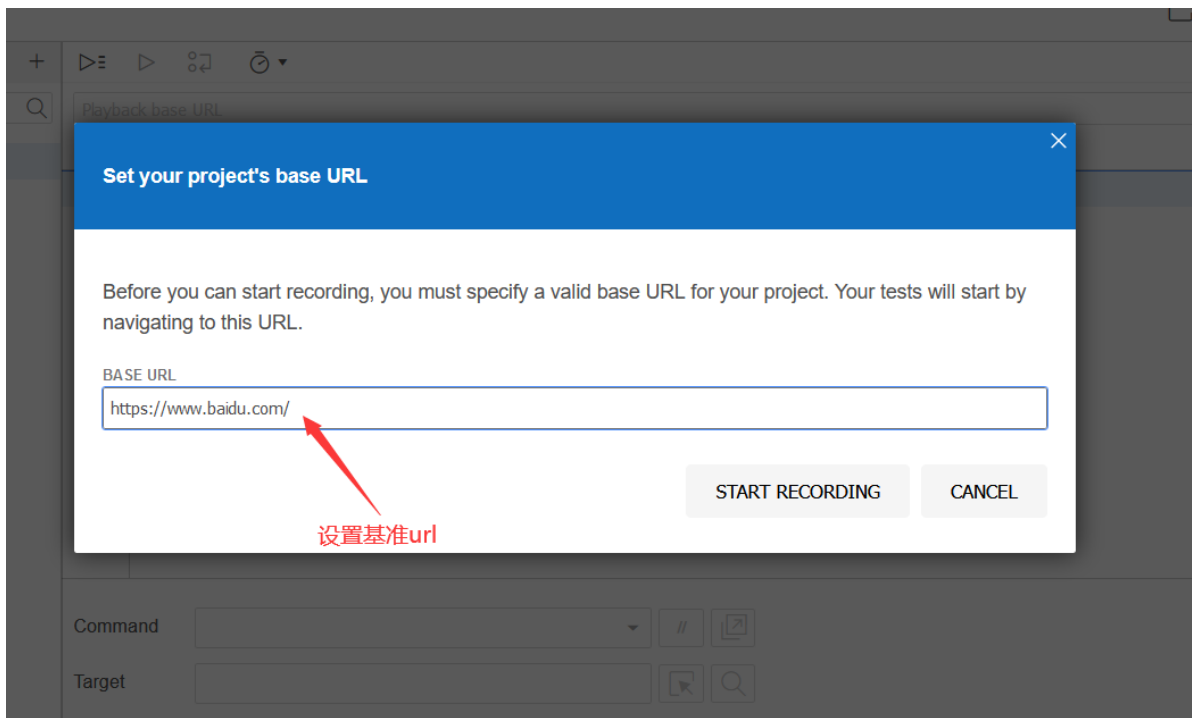 Playback base URL
Set your project's base URL
Before you can start recording, you must specify a valid base URL for your project. Your tests will start by
navigating to this URL.
BASE URL
https://www.baidu.com/
START RECORDING
CANCEL
设置基准url
Command
//
Target